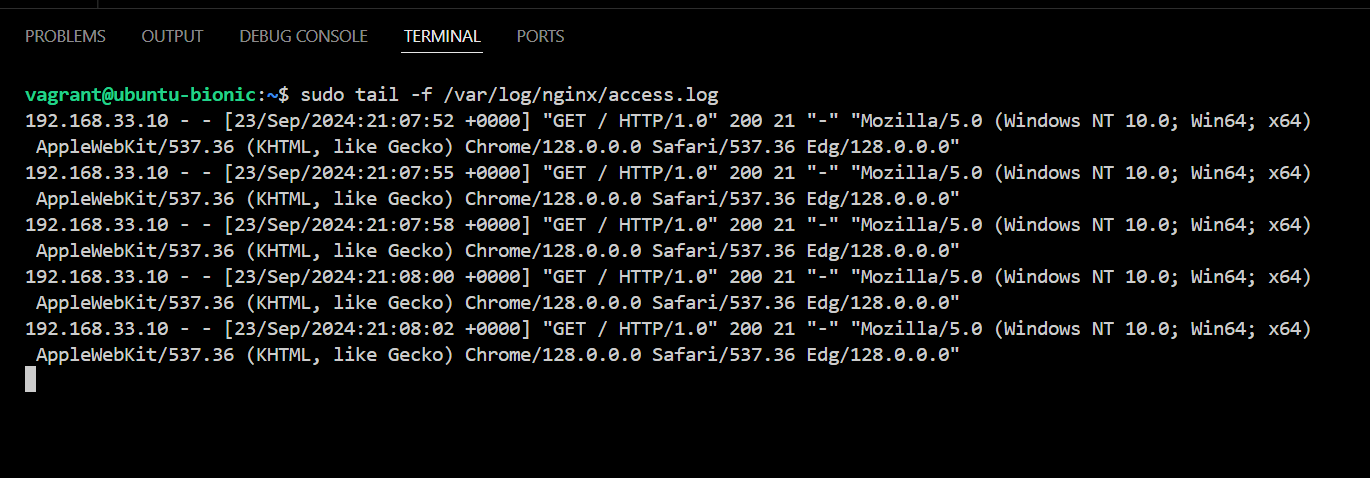 PROBLEMS OUTPUT DEBUG CONSOLE TERMINAL PORTS
vagrant@ubuntu-bionic:~$ sudo tail -f /var/log/nginx/access.log
192.168.33.10 - - [23/Sep/2024:21:07:52 +0000] "GET / HTTP/1.0" 200 21 "-" "Mozilla/5.0 (Windows NT 10.0; Win64; x64)
 AppleWebKit/537.36 (KHTML, like Gecko) Chrome/128.0.0.0 Safari/537.36 Edg/128.0.0.0"
192.168.33.10 - - [23/Sep/2024:21:07:55 +0000] "GET / HTTP/1.0" 200 21 "-" "Mozilla/5.0 (Windows NT 10.0; Win64; x64)
 AppleWebKit/537.36 (KHTML, like Gecko) Chrome/128.0.0.0 Safari/537.36 Edg/128.0.0.0"
192.168.33.10 - - [23/Sep/2024:21:07:58 +0000] "GET / HTTP/1.0" 200 21 "-" "Mozilla/5.0 (Windows NT 10.0; Win64; x64)
 AppleWebKit/537.36 (KHTML, like Gecko) Chrome/128.0.0.0 Safari/537.36 Edg/128.0.0.0"
192.168.33.10 - - [23/Sep/2024:21:08:00 +0000] "GET / HTTP/1.0" 200 21 "-" "Mozilla/5.0 (Windows NT 10.0; Win64; x64)
 AppleWebKit/537.36 (KHTML, like Gecko) Chrome/128.0.0.0 Safari/537.36 Edg/128.0.0.0"
192.168.33.10 - - [23/Sep/2024:21:08:02 +0000] "GET / HTTP/1.0" 200 21 "-" "Mozilla/5.0 (Windows NT 10.0; Win64; x64)
 AppleWebKit/537.36 (KHTML, like Gecko) Chrome/128.0.0.0 Safari/537.36 Edg/128.0.0.0"